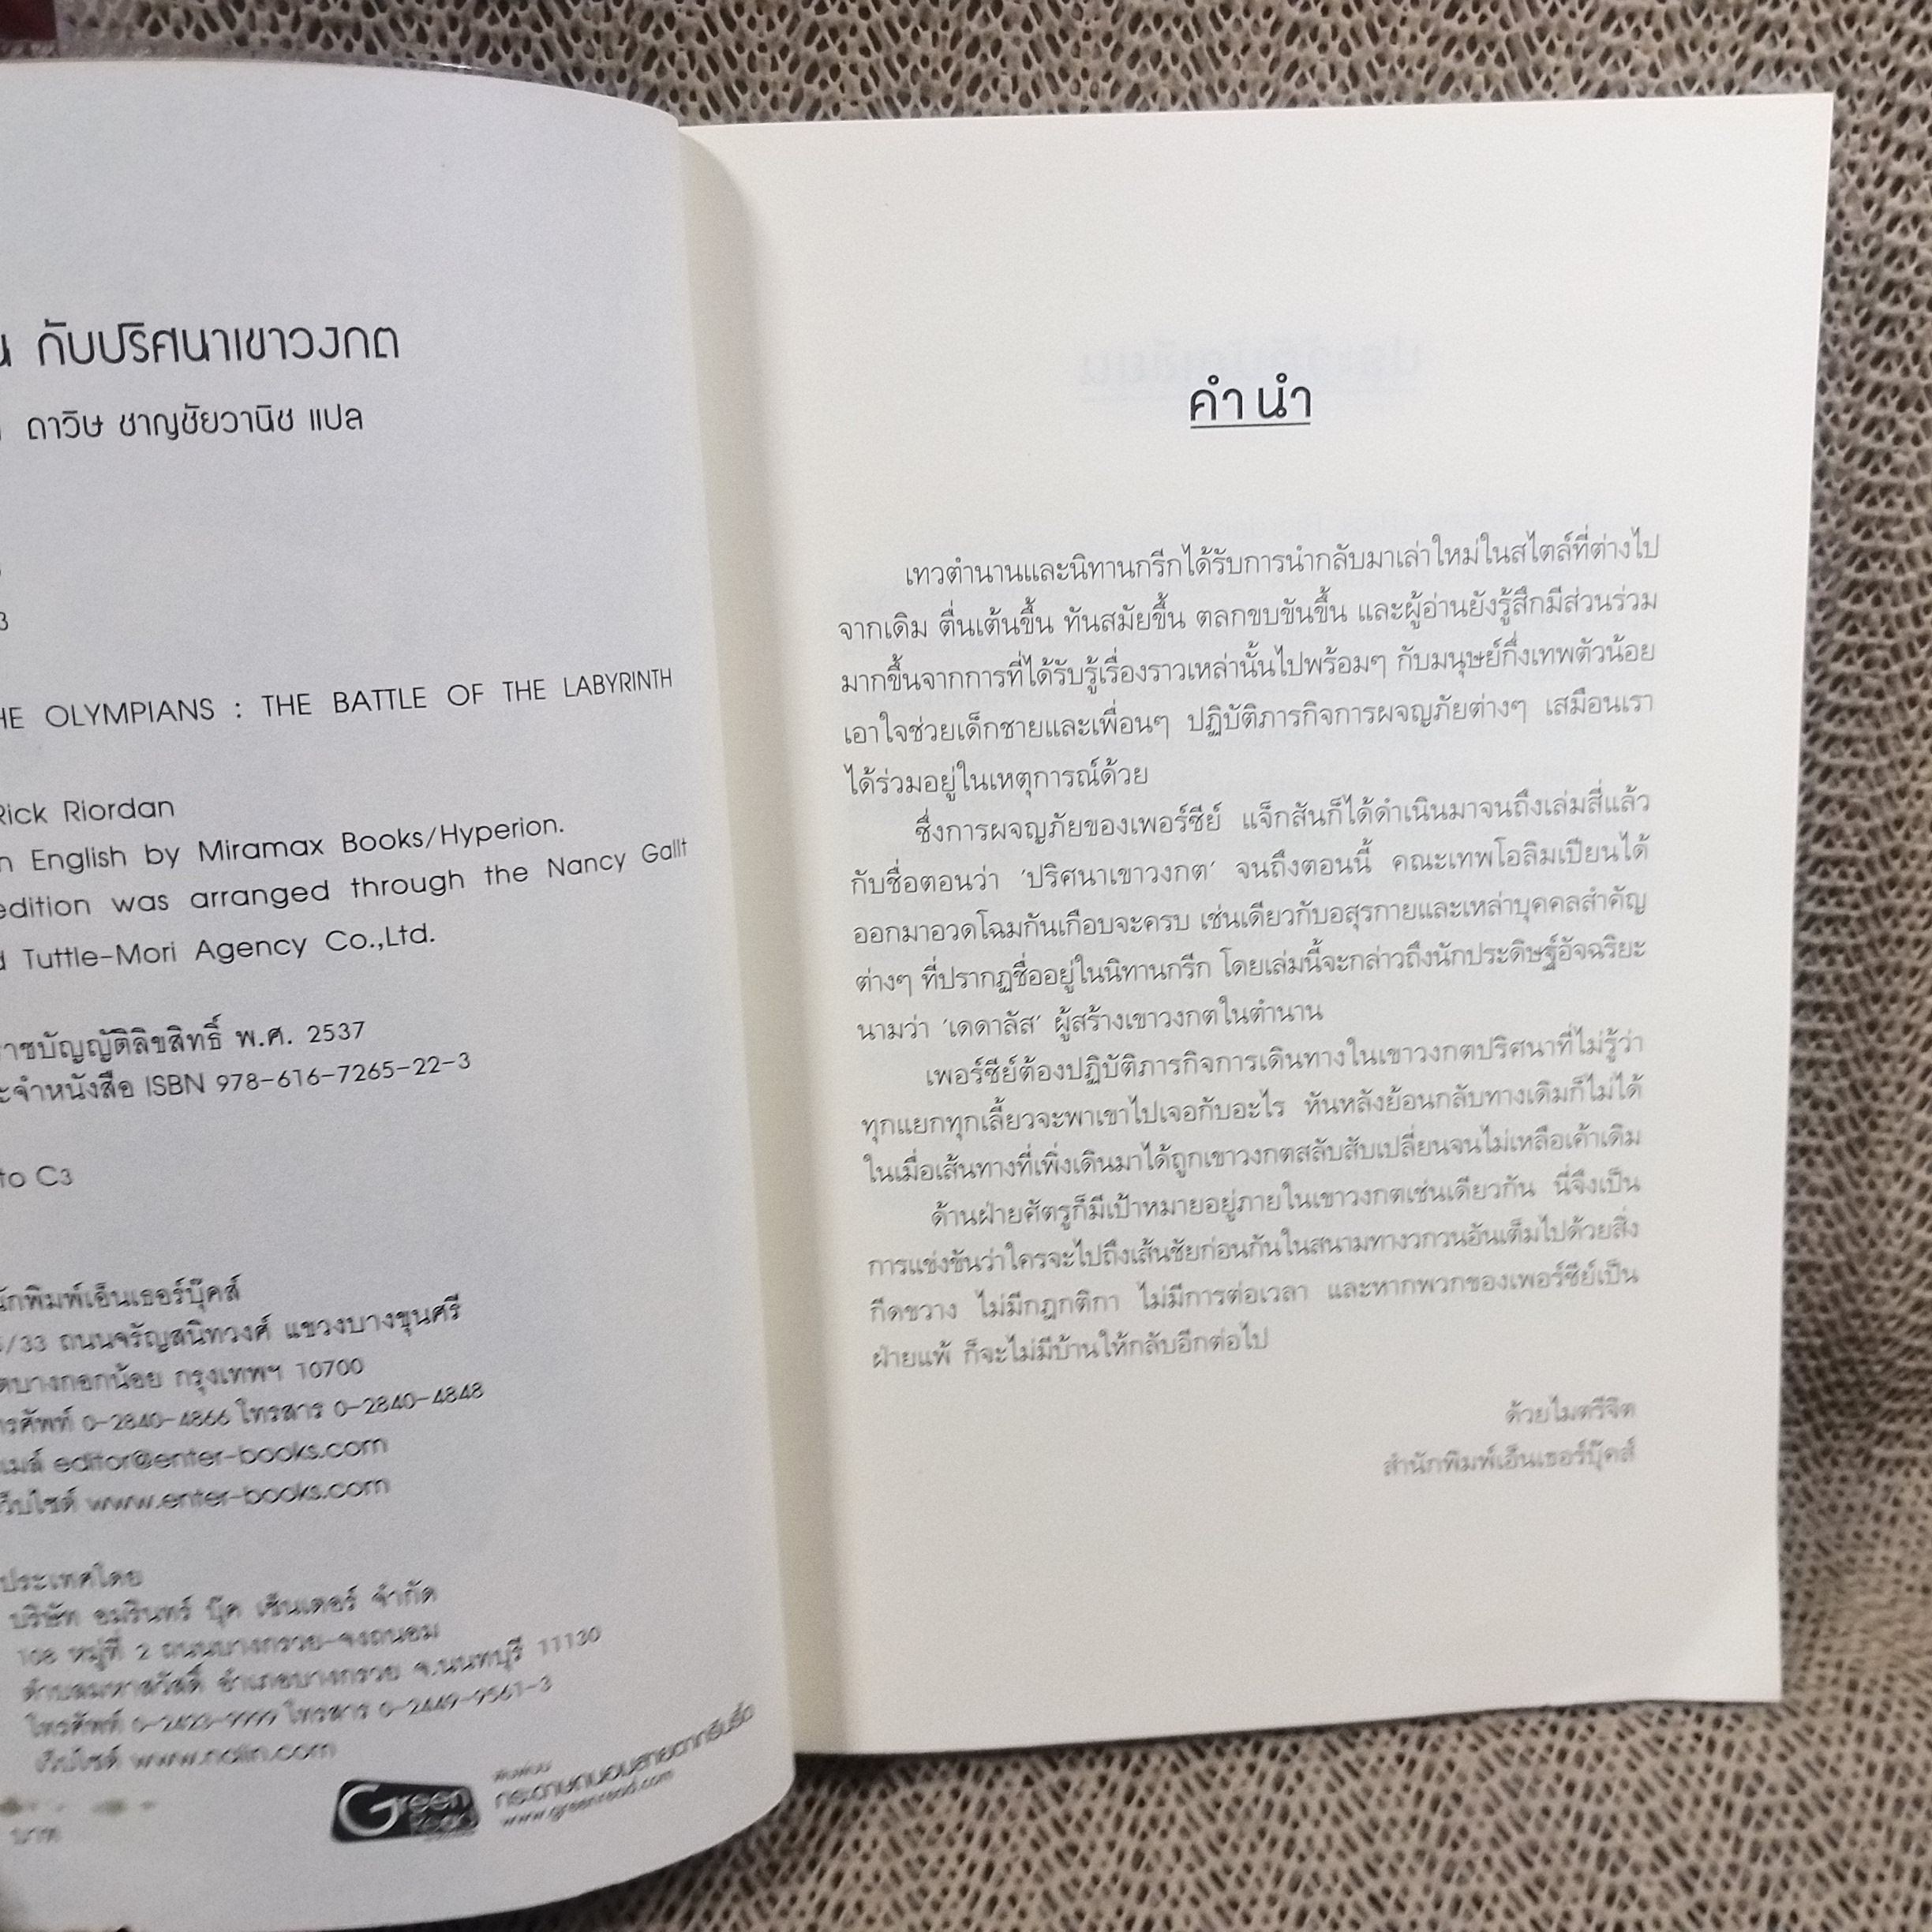 กับปริศนาเขาวงกต
ถาวิษ ชาญชัยวานิช แปล
3
OLYMPIANS : THE BATTLE OF THE LABYRINTH
Rick Riordan
English by Miramax Books/Hyperion.
edition was arranged through the Nancy Gallt
Tuttle-Mori Agency Co.,Ltd.
ราชบัญญัติลิขสิทธิ์ พ.ศ. 2537
ะจำหนังสือ ISBN 978-616-7265-22-3
to C3
นักพิมพ์เอ็นเธอร์บุ๊คส์
/33 ถนนจรัญสนิทวงศ์ แขวงบางขุนศรี
ตบางกอกน้อย กรุงเทพฯ 10700
รศัพท์ 0-2840-4866 โทรสาร 0-2840-4848
เมล์ editor@enter-books.com
ว็บไซต์ www.enter-books.com
ประเทศโดย
บริษัท อมรินทร์ บุ๊ค เซ็นเตอร์ จำกัด
108 หมู่ที่ 2 ถนนบางกรวย-จงถนอม
ตำบลมหาสวัสดิ์ อำเภอบางกรวย จ.นนทบุรี 11130
โทรศัพท์ 0-2423-9999 โทรสาร 0-2449-9561-3
เว็บไซต์ www.naiin.com
บาท
Green Read
พิมพ์บน
กระดาษถนอมสายตากรีนรี้ด
www.greenread.com
คำนำ
เทวตำนานและนิทานกรีกได้รับการนำกลับมาเล่าใหม่ในสไตล์ที่ต่างไป
จากเดิม ตื่นเต้นขึ้น ทันสมัยขึ้น ตลกขบขันขึ้น และผู้อ่านยังรู้สึกมีส่วนร่วม
มากขึ้นจากการที่ได้รับรู้เรื่องราวเหล่านั้นไปพร้อมๆ กับมนุษย์กึ่งเทพตัวน้อย
เอาใจช่วยเด็กชายและเพื่อนๆ ปฏิบัติภารกิจการผจญภัยต่างๆ เสมือนเรา
ได้ร่วมอยู่ในเหตุการณ์ด้วย
ซึ่งการผจญภัยของเพอร์ซีย์ แจ็กสันก็ได้ดำเนินมาจนถึงเล่มสี่แล้ว
กับชื่อตอนว่า ‘ปริศนาเขาวงกต’ จนถึงตอนนี้ คณะเทพโอลิมเปียนได้
ออกมาอวดโฉมกันเกือบจะครบ เช่นเดียวกับอสุรกายและเหล่าบุคคลสำคัญ
ต่างๆ ที่ปรากฏชื่ออยู่ในนิทานกรีก โดยเล่มนี้จะกล่าวถึงนักประดิษฐ์อัจฉริยะ
นามว่า ‘เดดาลัส’ ผู้สร้างเขาวงกตในตำนาน
เพอร์ซีย์ต้องปฏิบัติภารกิจการเดินทางในเขาวงกตปริศนาที่ไม่รู้ว่า
ทุกแยกทุกเลี้ยวจะพาเขาไปเจอกับอะไร หันหลังย้อนกลับทางเดิมก็ไม่ได้
ในเมื่อเส้นทางที่เพิ่งเดินมาได้ถูกเขาวงกตสลับสับเปลี่ยนจนไม่เหลือเค้าเดิม
ด้านฝ่ายศัตรูก็มีเป้าหมายอยู่ภายในเขาวงกตเช่นเดียวกัน นี่จึงเป็น
การแข่งขันว่าใครจะไปถึงเส้นชัยก่อนกันในสนามทางวกวนอันเต็มไปด้วยสิ่ง
กีดขวาง ไม่มีกฎกติกา ไม่มีการต่อเวลา และหากพวกของเพอร์ซีย์เป็น
ฝ่ายแพ้ ก็จะไม่มีบ้านให้กลับอีกต่อไป
ด้วยไมตรีจิต
สำนักพิมพ์เอ็นเธอร์บุ๊คส์